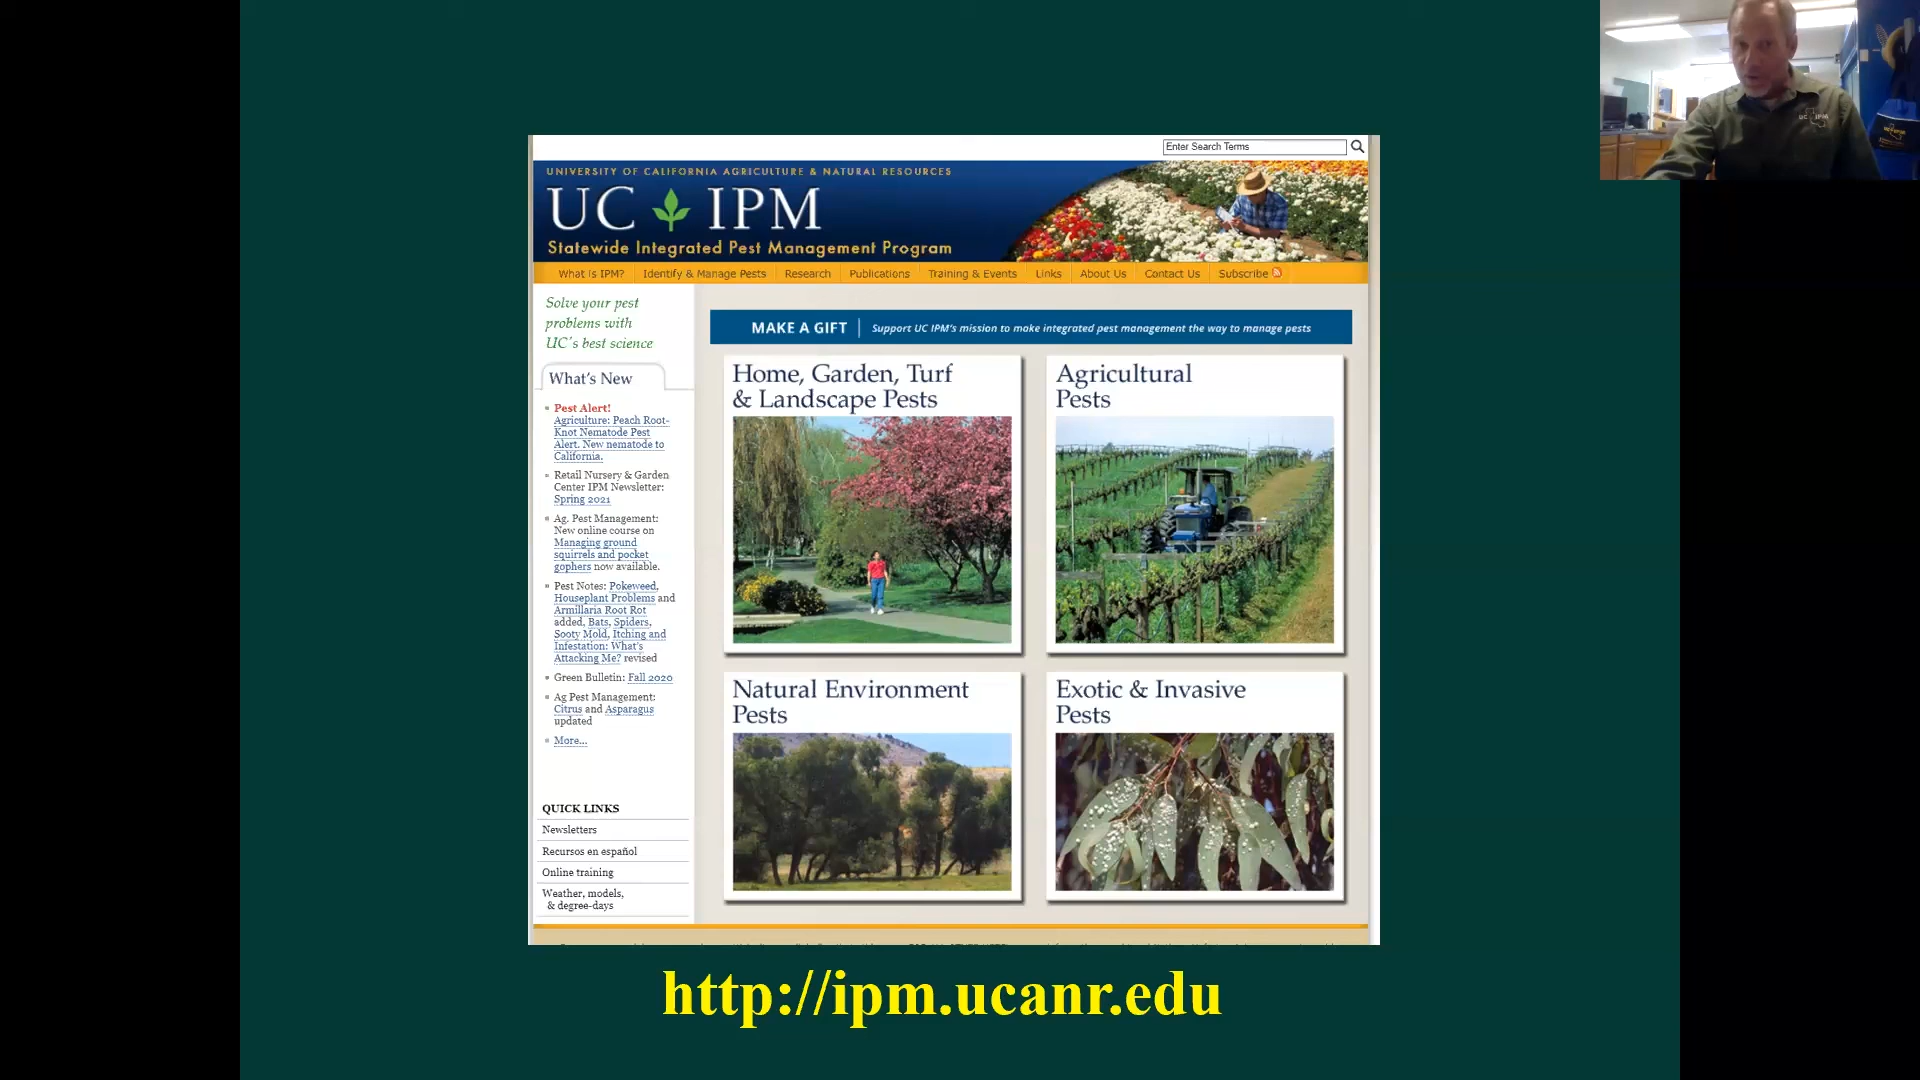 Enter Search Terms
UNIVERSITY OF CALIFORNIA AGRICULTURE & NATURAL RESOURCES
UC IPM
Statewide Integrated Pest Management Program
What is IPM? Identify & Manage Pests Research Publications Training & Events Links About Us Contact Us Subscribe
Solve your pest
problems with
UC's best science
What's New
Pest Alert!
Agriculture: Peach Root-
Knot Nematode Pest
Alert. New nematode to
California.
Retail Nursery & Garden
Center IPM Newsletter:
Spring 2021
Ag. Pest Management:
New online course on
Managing ground
squirrels and pocket
gophers now available.
Pest Notes: Pokeweed,
Houseplant Problems and
Armillaria Root Rot
added, Bats, Spiders,
Sooty Mold, Itching and
Infestation: What's
Attacking Me? revised
Green Bulletin: Fall 2020
Ag Pest Management:
Citrus and Asparagus
updated
More...
QUICK LINKS
Newsletters
Recursos en español
Online training
Weather, models,
& degree-days
MAKE A GIFT | Support UC IPM's mission to make integrated pest management the way to manage pests
Home, Garden, Turf
& Landscape Pests
Agricultural
Pests
Natural Environment
Pests
Exotic & Invasive
Pests
http://ipm.ucanr.edu
UC IPM